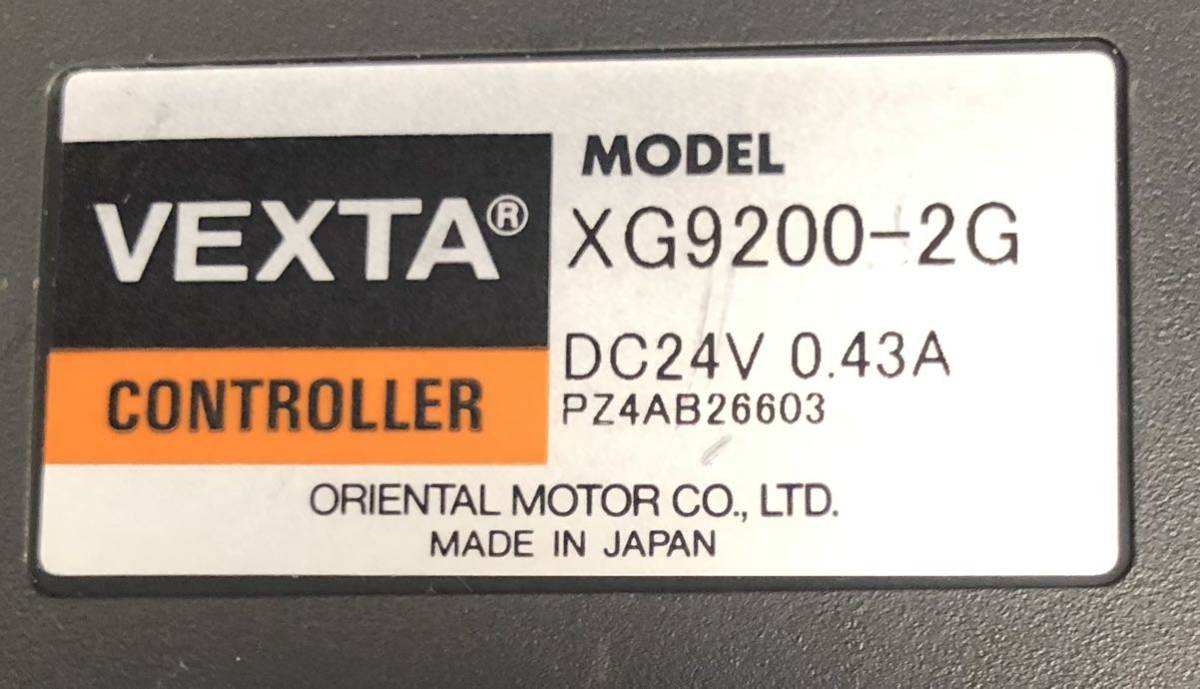 VEXTA®
CONTROLLER
MODEL
XG9200-2G
DC24V 0.43A
PZ4AB26603
ORIENTAL MOTOR CO., LTD.
MADE IN JAPAN